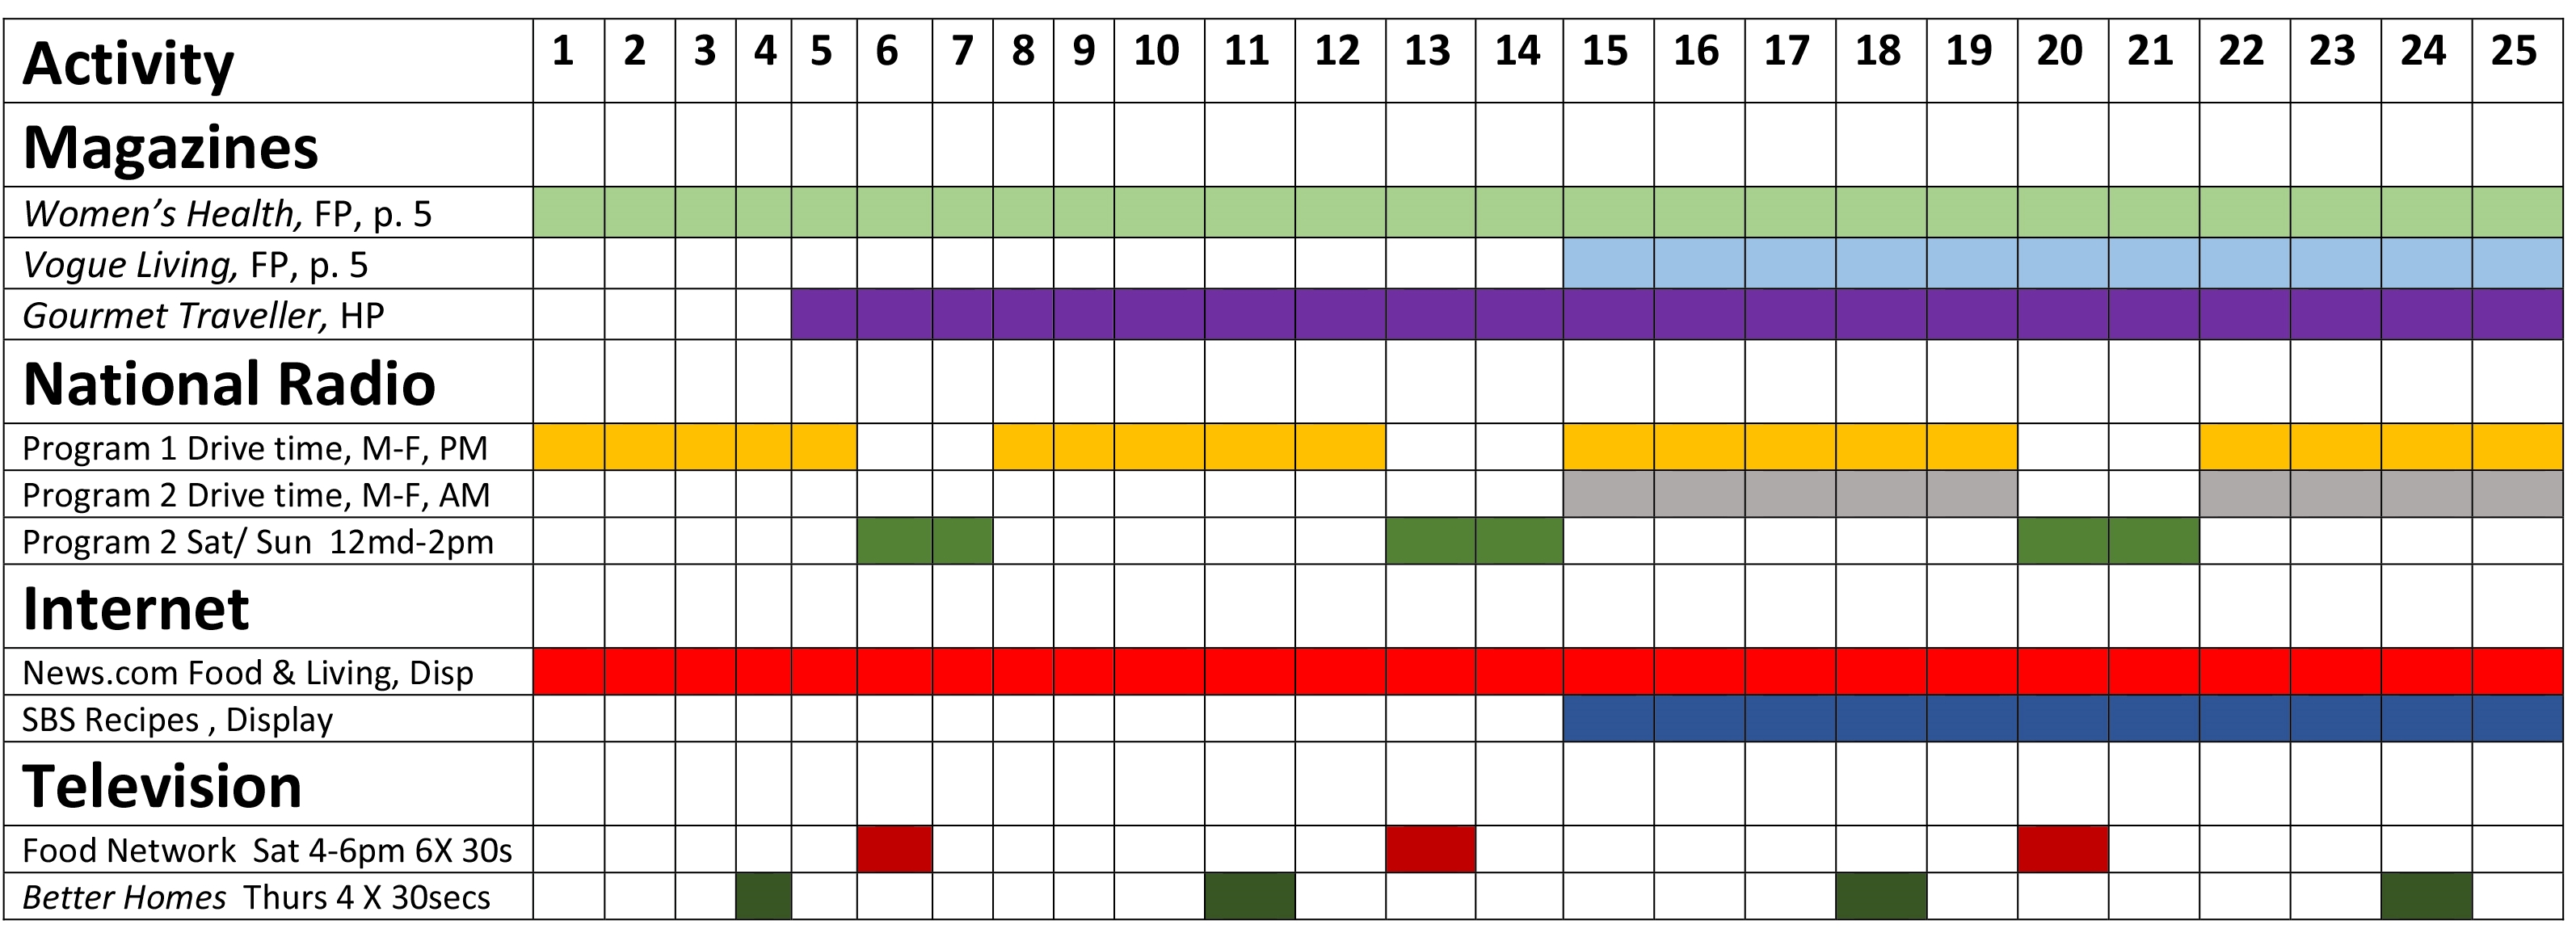 Activity 1 2 3 4 5 6 7 8 9 10 11 12 13 14 15 16 17 18 19 20 21 22 23 24 25
Magazines
Women’s Health, FP, p. 5
Vogue Living, FP, p. 5
Gourmet Traveller, HP
National Radio
Program 1 Drive time, M-F, PM
Program 2 Drive time, M-F, AM
Program 2 Sat/ Sun 12md-2pm
Internet
News.com Food & Living, Disp
SBS Recipes , Display
Television
Food Network Sat 4-6pm 6X 30s
Better Homes Thurs 4 X 30secs